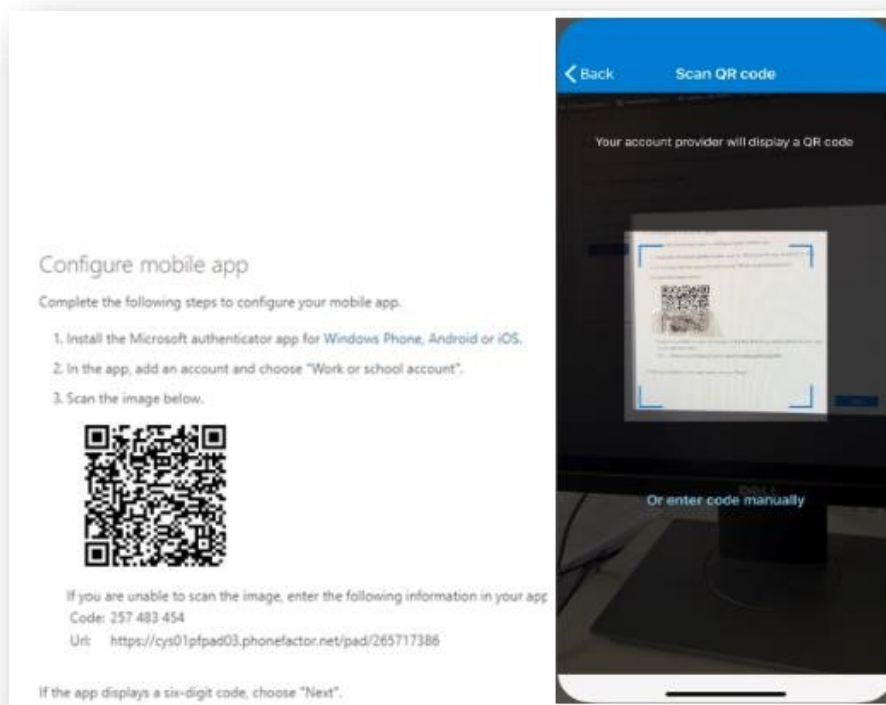 Configure mobile app
Complete the following steps to configure your mobile app.
1. Install the Microsoft authenticator app for Windows Phone, Android or iOS.
2. In the app, add an account and choose "Work or school account".
3. Scan the image below.
If you are unable to scan the image, enter the following information in your app
Code: 257 483 454
Url: https://cys01pfpad03.phonefactor.net/pad/265717386
If the app displays a six-digit code, choose "Next".
Back
Scan QR code
Your account provider will display a QR code
DELL
Or enter code manually